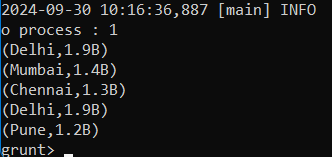 2024-09-30 10:16:36,887 [main] INFO
o process : 1
(Delhi,1.9B)
(Mumbai,1.4B)
(Chennai,1.3B)
(Delhi,1.9B)
(Pune,1.2B)
grunt> _